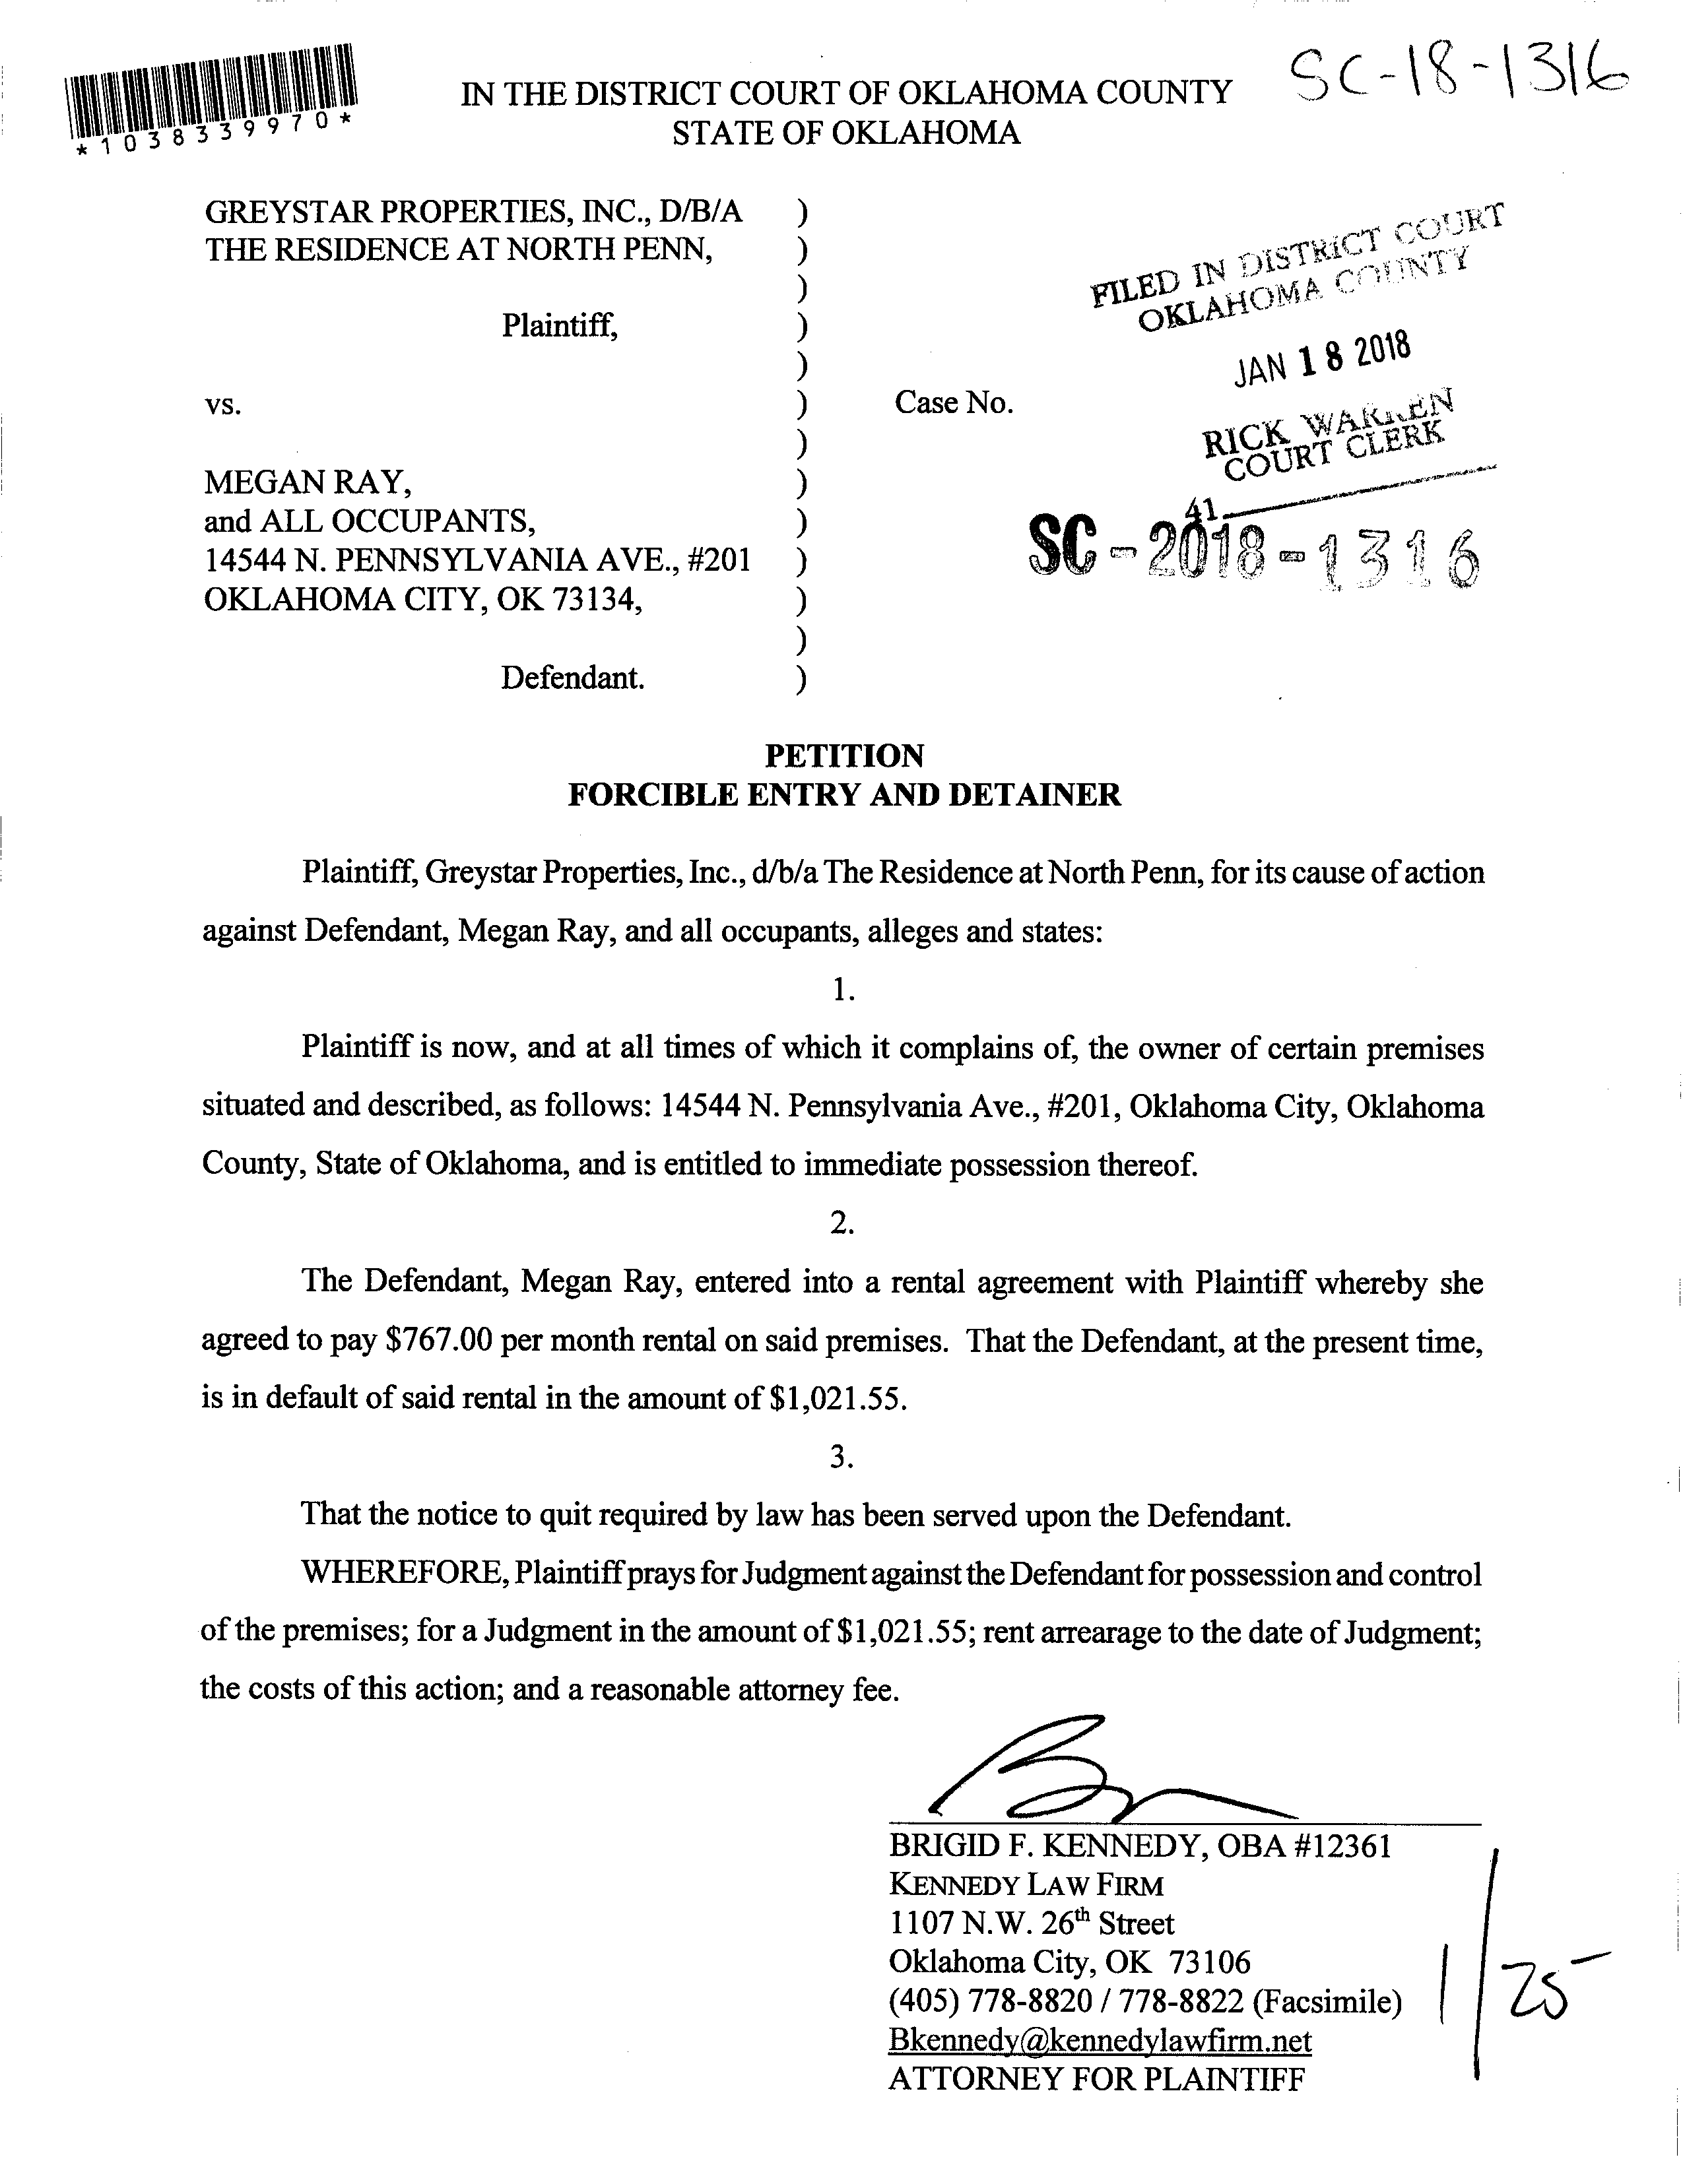 SC-18-1316
*1038339970*
IN THE DISTRICT COURT OF OKLAHOMA COUNTY
STATE OF OKLAHOMA
GREYSTAR PROPERTIES, INC., D/B/A )
THE RESIDENCE AT NORTH PENN, )
)
Plaintiff, )
)
vs. ) Case No.
)
MEGAN RAY, )
and ALL OCCUPANTS, )
14544 N. PENNSYLVANIA AVE., #201 )
OKLAHOMA CITY, OK 73134, )
)
Defendant. )
FILED IN DISTRICT COURT
OKLAHOMA COUNTY
JAN 18 2018
RICK WARREN
COURT CLERK
41
SC-2018-1316
PETITION
FORCIBLE ENTRY AND DETAINER
Plaintiff, Greystar Properties, Inc., d/b/a The Residence at North Penn, for its cause of action
against Defendant, Megan Ray, and all occupants, alleges and states:
1.
Plaintiff is now, and at all times of which it complains of, the owner of certain premises
situated and described, as follows: 14544 N. Pennsylvania Ave., #201, Oklahoma City, Oklahoma
County, State of Oklahoma, and is entitled to immediate possession thereof.
2.
The Defendant, Megan Ray, entered into a rental agreement with Plaintiff whereby she
agreed to pay $767.00 per month rental on said premises. That the Defendant, at the present time,
is in default of said rental in the amount of $1,021.55.
3.
That the notice to quit required by law has been served upon the Defendant.
WHEREFORE, Plaintiff prays for Judgment against the Defendant for possession and control
of the premises; for a Judgment in the amount of $1,021.55; rent arrearage to the date of Judgment;
the costs of this action; and a reasonable attorney fee.
BRIGID F. KENNEDY, OBA #12361
KENNEDY LAW FIRM
1107 N.W. 26th Street
Oklahoma City, OK 73106
(405) 778-8820 / 778-8822 (Facsimile)
Bkennedy@kennedylawfirm.net
ATTORNEY FOR PLAINTIFF
1/25